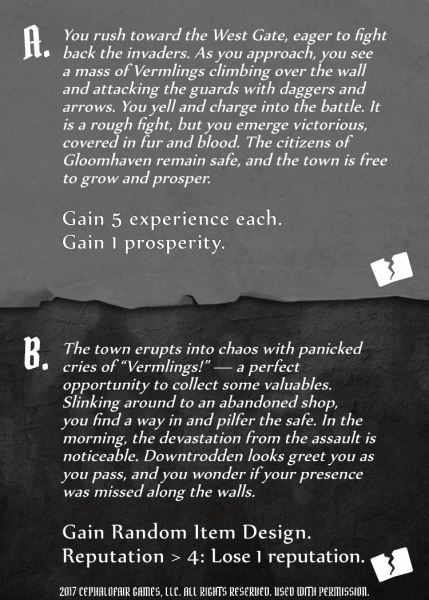 A. You rush toward the West Gate, eager to fight
back the invaders. As you approach, you see
a mass of Vermlings climbing over the wall
and attacking the guards with daggers and
arrows. You yell and charge into the battle. It
is a rough fight, but you emerge victorious,
covered in fur and blood. The citizens of
Gloomhaven remain safe, and the town is free
to grow and prosper.
Gain 5 experience each.
Gain 1 prosperity.
B. The town erupts into chaos with panicked
cries of “Vermlings!” — a perfect
opportunity to collect some valuables.
Slinking around to an abandoned shop,
you find a way in and pilfer the safe. In the
morning, the devastation from the assault is
noticeable. Downtrodden looks greet you as
you pass, and you wonder if your presence
was missed along the walls.
Gain Random Item Design.
Reputation > 4: Lose 1 reputation.
2017 CEPHALOFAIR GAMES, LLC. ALL RIGHTS RESERVED. USED WITH PERMISSION.